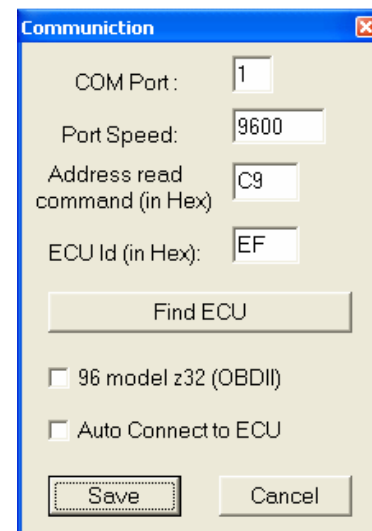 Communiction
COM Port :
1
Port Speed:
9600
Address read
command (in Hex)
C9
ECU Id (in Hex):
EF
Find ECU
96 model z32 (OBDII)
Auto Connect to ECU
Save
Cancel